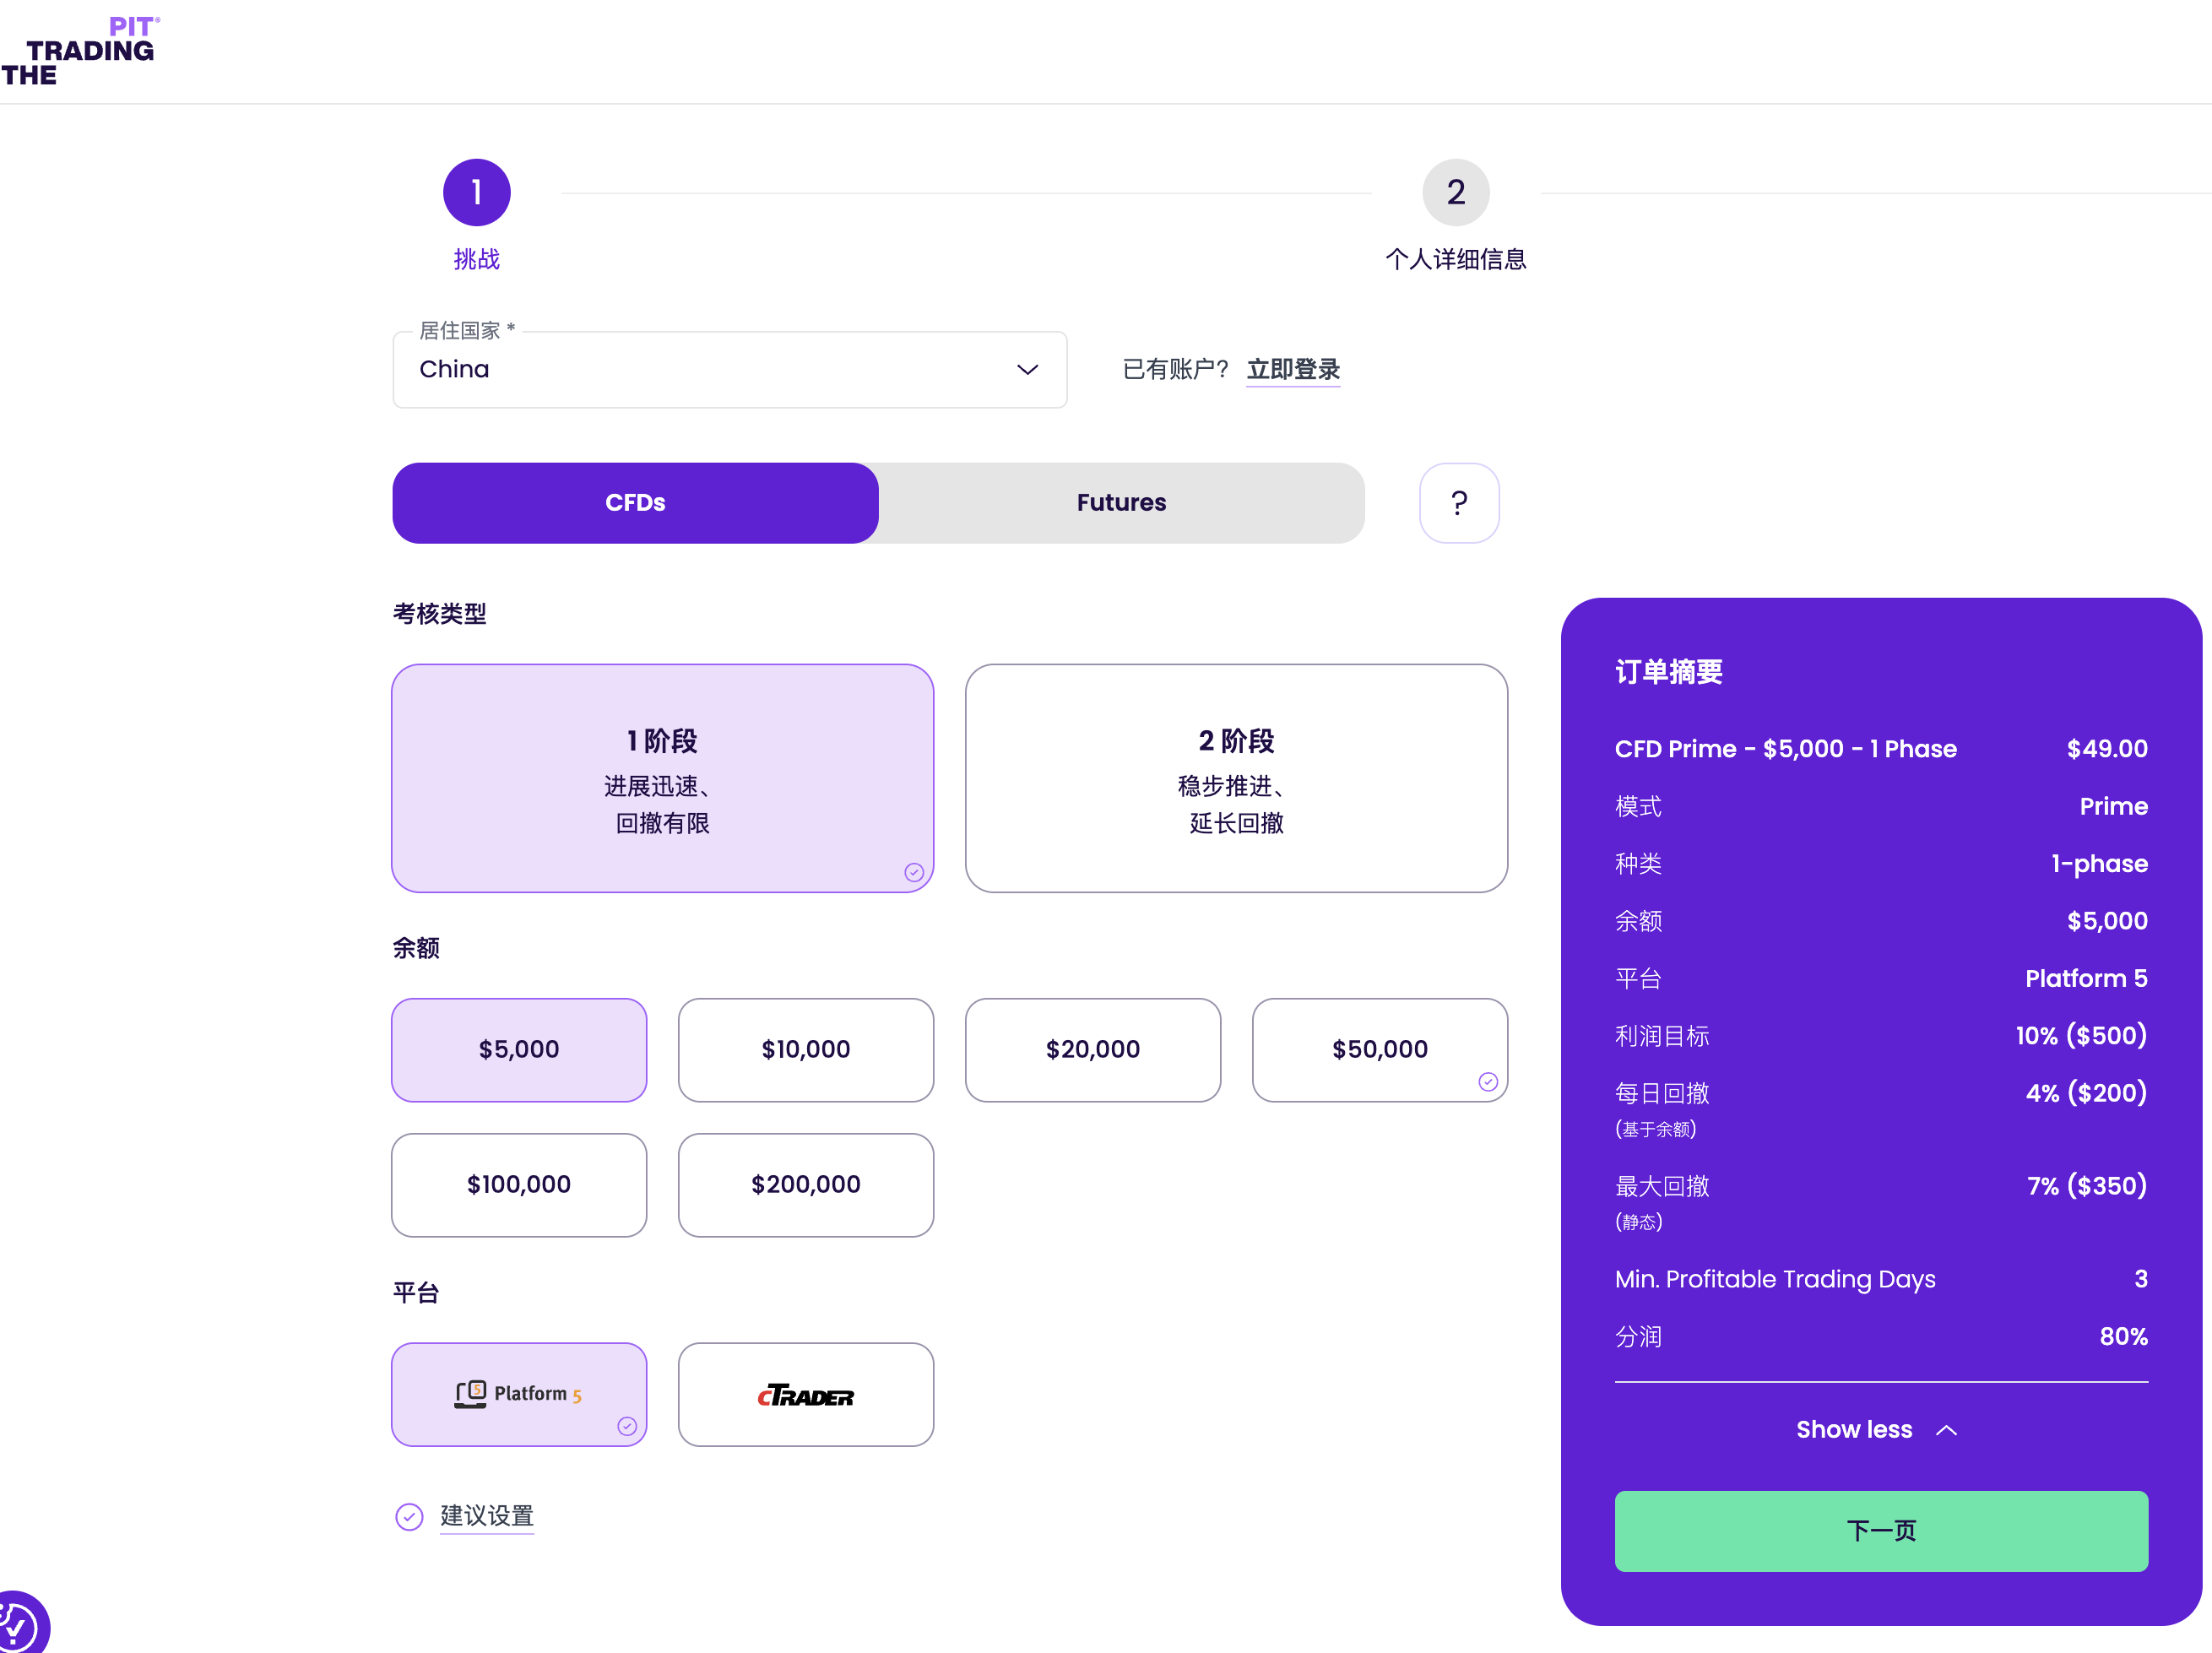 PIT®
TRADING
THE
1
2
挑战
个人详细信息
居住国家 *
China
已有账户? 立即登录
CFDs
Futures
?
考核类型
1 阶段
进展迅速、
回撤有限
2 阶段
稳步推进、
延长回撤
余额
$5,000
$10,000
$20,000
$50,000
$100,000
$200,000
平台
5 Platform 5
cTRADER
建议设置
订单摘要
CFD Prime - $5,000 - 1 Phase $49.00
模式 Prime
种类 1-phase
余额 $5,000
平台 Platform 5
利润目标 10% ($500)
每日回撤 4% ($200)
(基于余额)
最大回撤 7% ($350)
(静态)
Min. Profitable Trading Days 3
分润 80%
Show less
下一页